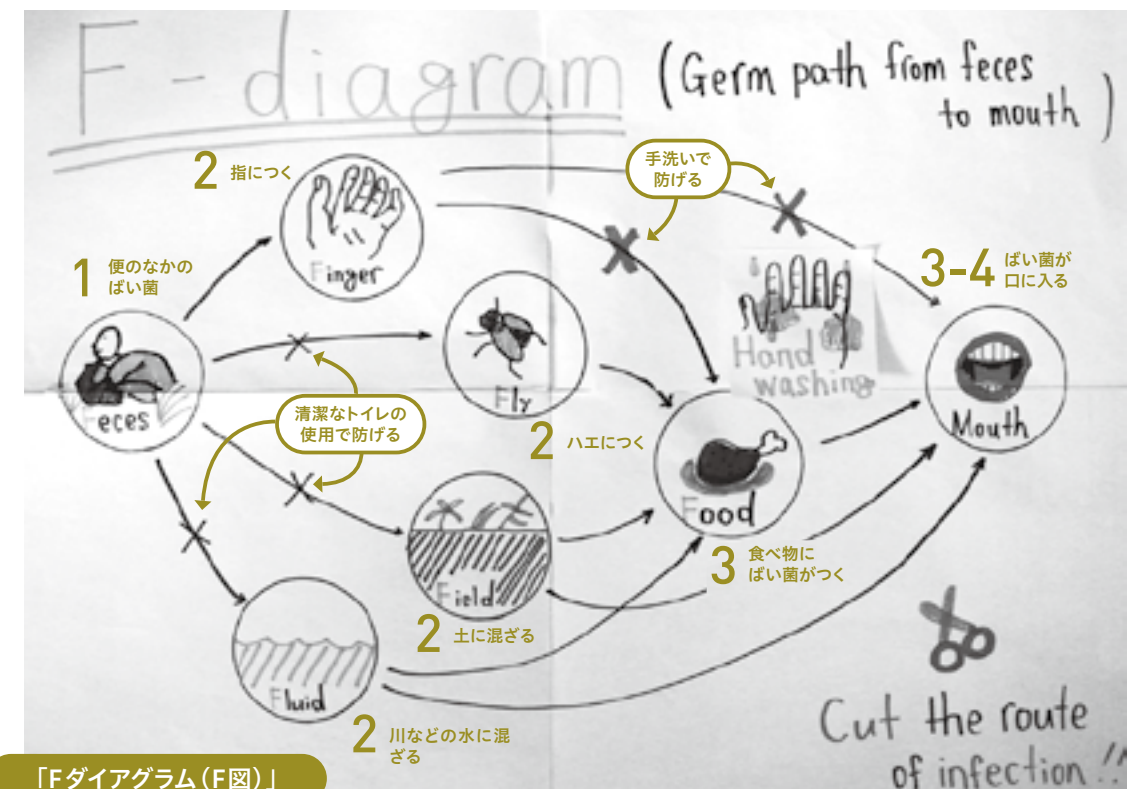 F-diagram
(Germ path from feces
to mouth)
2 指につく
手洗いで
防げる
Finger
1 便のなかの
ばい菌
3-4 ばい菌が
口に入る
Hand
washing
Feces
Fly
清潔なトイレの
使用で防げる
2 ハエにつく
Mouth
Food
3 食べ物に
ばい菌がつく
Field
2 土に混ざる
Fluid
2 川などの水に混
ざる
Cut the route
of infection!!
「Fダイアグラム(F図)」